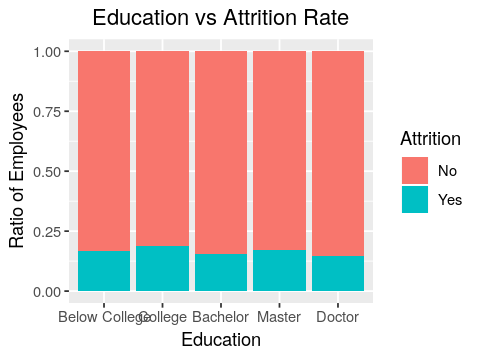 Education vs Attrition Rate
Ratio of Employees
1.00
0.75
0.50
0.25
0.00
Below College College Bachelor Master Doctor
Education
Attrition
No
Yes